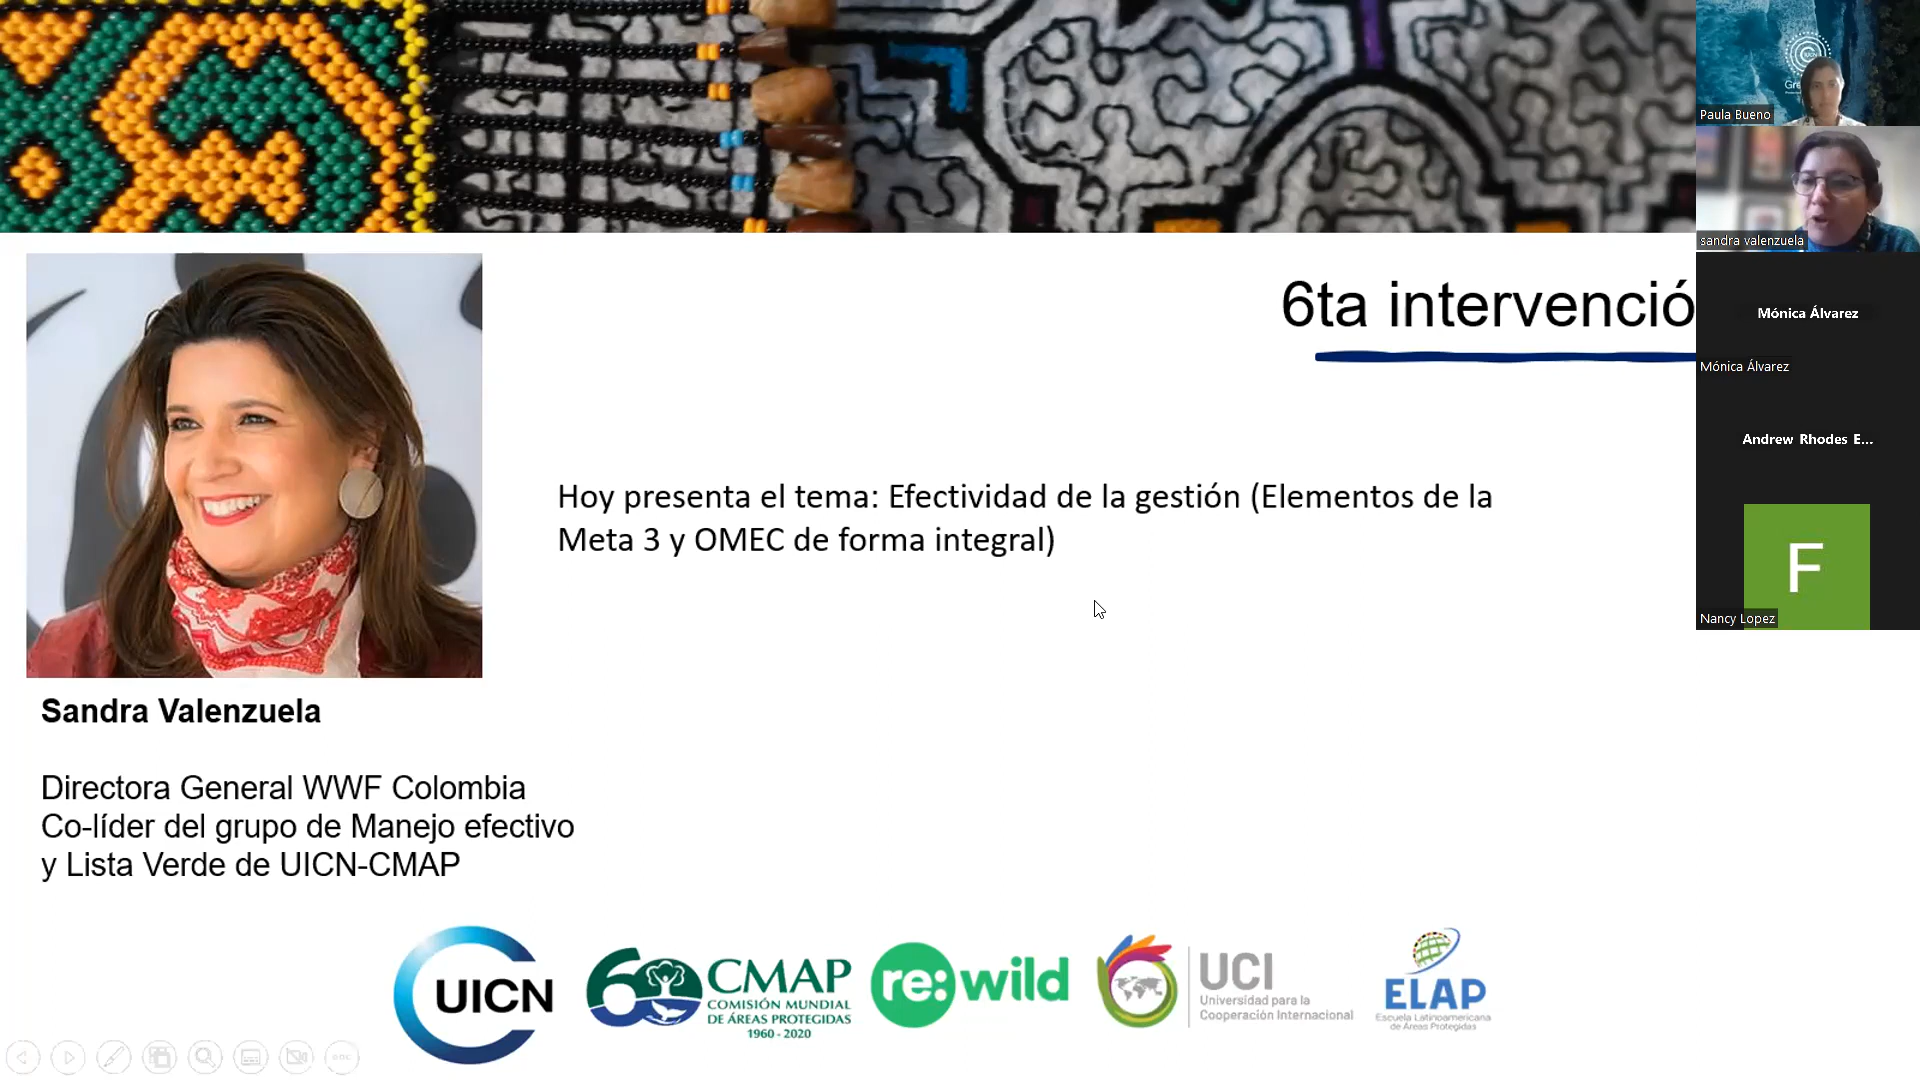 Paula Bueno
sandra valenzuela
6ta intervenció
Mónica Álvarez
Mónica Álvarez
Andrew Rhodes E...
F
Nancy Lopez
Hoy presenta el tema: Efectividad de la gestión (Elementos de la
Meta 3 y OMEC de forma integral)
Sandra Valenzuela
Directora General WWF Colombia
Co-líder del grupo de Manejo efectivo
y Lista Verde de UICN-CMAP
UICN
60 CMAP
COMISIÓN MUNDIAL
DE ÁREAS PROTEGIDAS
1960 - 2020
re:wild
UCI
Universidad para la
Cooperación Internacional
ELAP
Escuela Latinoamericana
de Áreas Protegidas